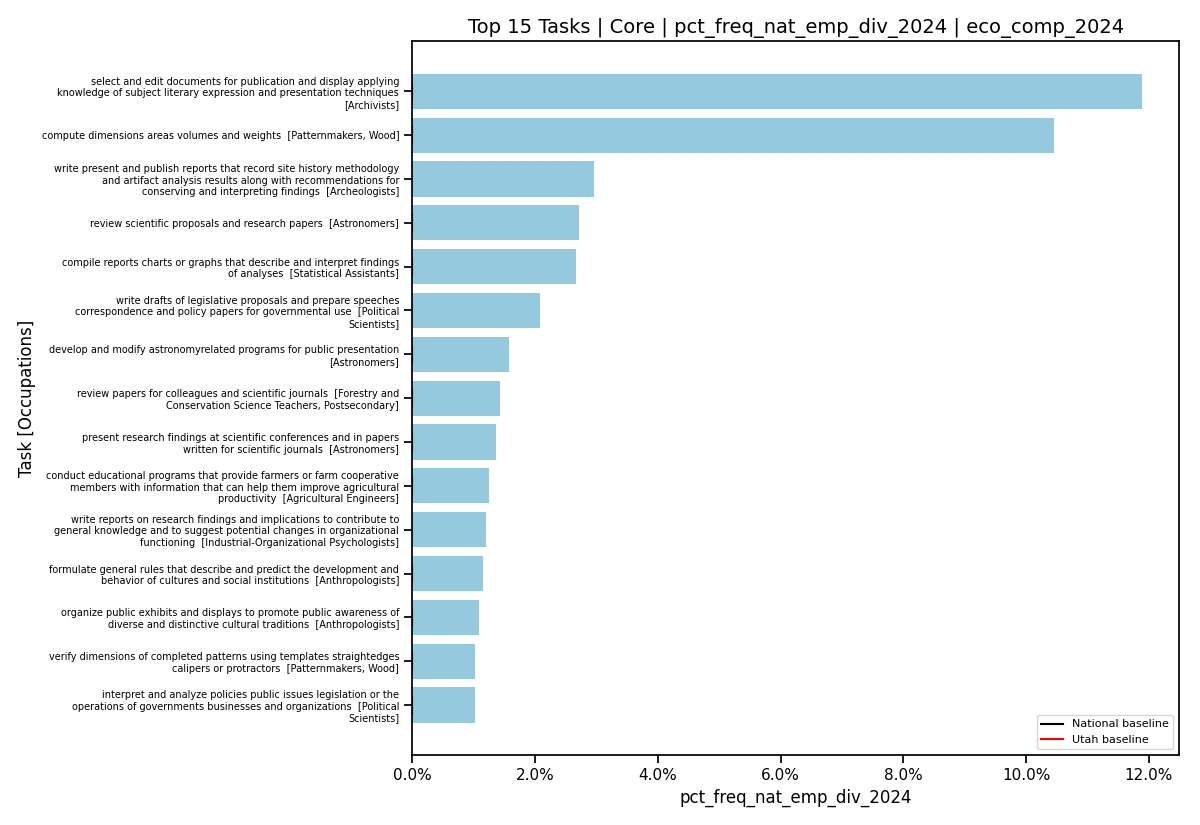 Top 15 Tasks | Core | pct_freq_nat_emp_div_2024 | eco_comp_2024
Task [Occupations]
select and edit documents for publication and display applying
knowledge of subject literary expression and presentation techniques
[Archivists]
compute dimensions areas volumes and weights [Patternmakers, Wood]
write present and publish reports that record site history methodology
and artifact analysis results along with recommendations for
conserving and interpreting findings [Archeologists]
review scientific proposals and research papers [Astronomers]
compile reports charts or graphs that describe and interpret findings
of analyses [Statistical Assistants]
write drafts of legislative proposals and prepare speeches
correspondence and policy papers for governmental use [Political
Scientists]
develop and modify astronomyrelated programs for public presentation
[Astronomers]
review papers for colleagues and scientific journals [Forestry and
Conservation Science Teachers, Postsecondary]
present research findings at scientific conferences and in papers
written for scientific journals [Astronomers]
conduct educational programs that provide farmers or farm cooperative
members with information that can help them improve agricultural
productivity [Agricultural Engineers]
write reports on research findings and implications to contribute to
general knowledge and to suggest potential changes in organizational
functioning [Industrial-Organizational Psychologists]
formulate general rules that describe and predict the development and
behavior of cultures and social institutions [Anthropologists]
organize public exhibits and displays to promote public awareness of
diverse and distinctive cultural traditions [Anthropologists]
verify dimensions of completed patterns using templates straightedges
calipers or protractors [Patternmakers, Wood]
interpret and analyze policies public issues legislation or the
operations of governments businesses and organizations [Political
Scientists]
National baseline
Utah baseline
0.0% 2.0% 4.0% 6.0% 8.0% 10.0% 12.0%
pct_freq_nat_emp_div_2024